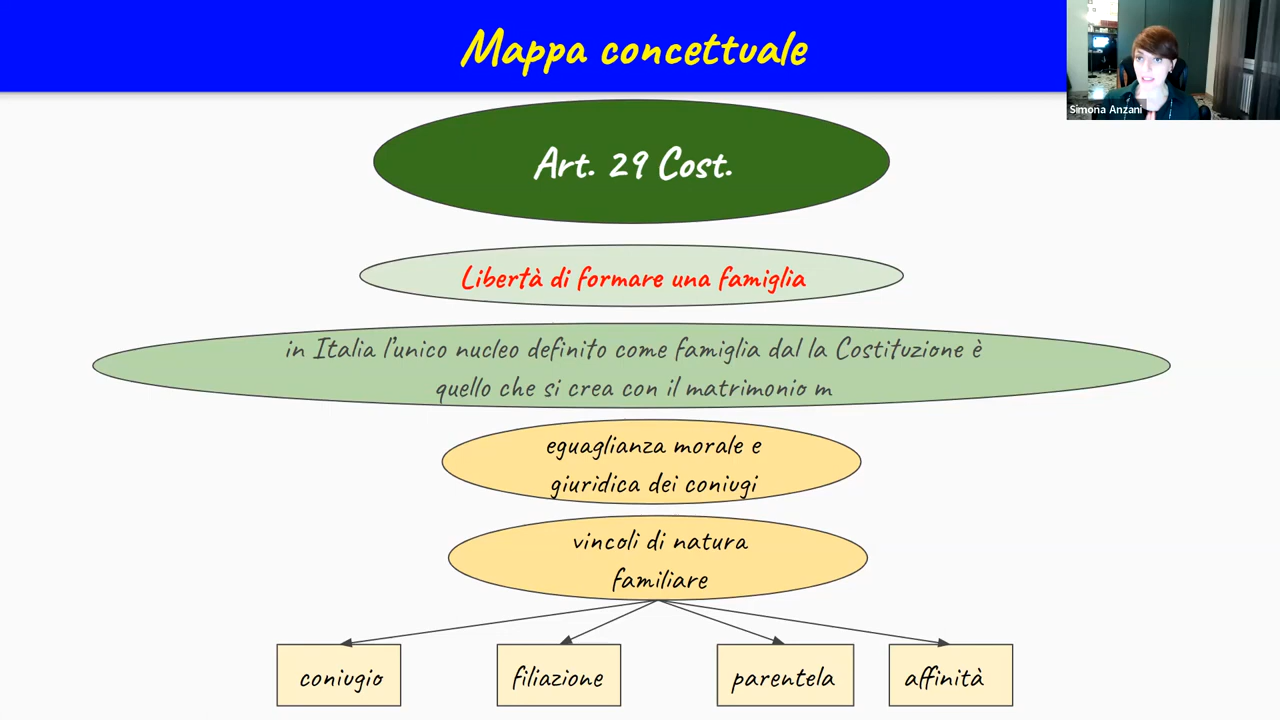 Mappa concettuale
Simona Anzani
Art. 29 Cost.
Libertà di formare una famiglia
in Italia l'unico nucleo definito come famiglia dal la Costituzione è
quello che si crea con il matrimonio m
eguaglianza morale e
giuridica dei coniugi
vincoli di natura
familiare
coniugio
filiazione
parentela
affinità